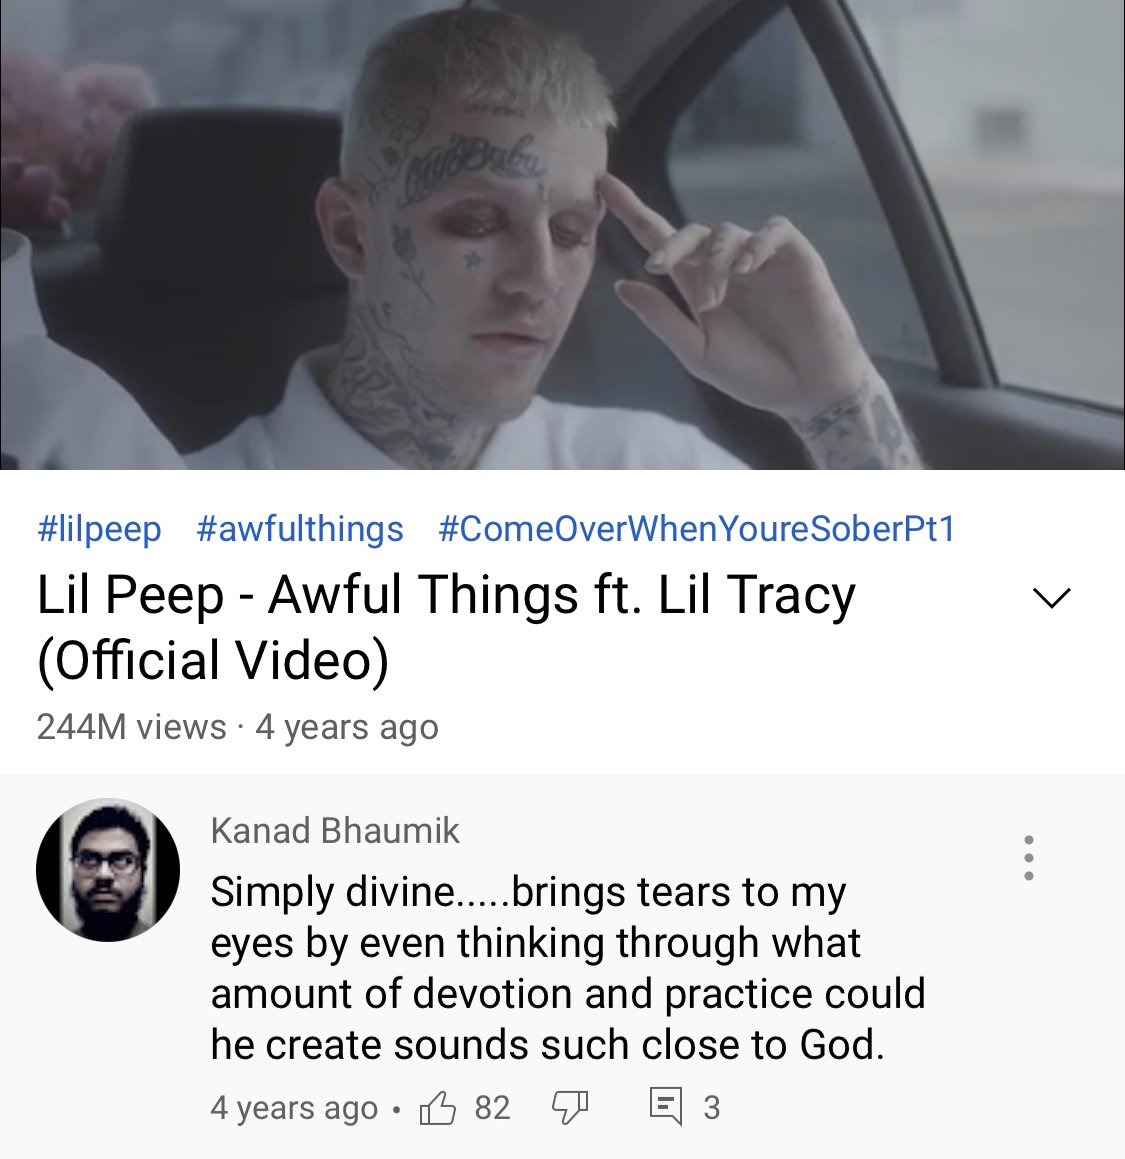 CryBaby
#lilpeep #awfulthings #ComeOverWhenYoureSoberPt1
Lil Peep - Awful Things ft. Lil Tracy
(Official Video)
244M views · 4 years ago
Kanad Bhaumik
Simply divine.....brings tears to my
eyes by even thinking through what
amount of devotion and practice could
he create sounds such close to God.
4 years ago • 82 3